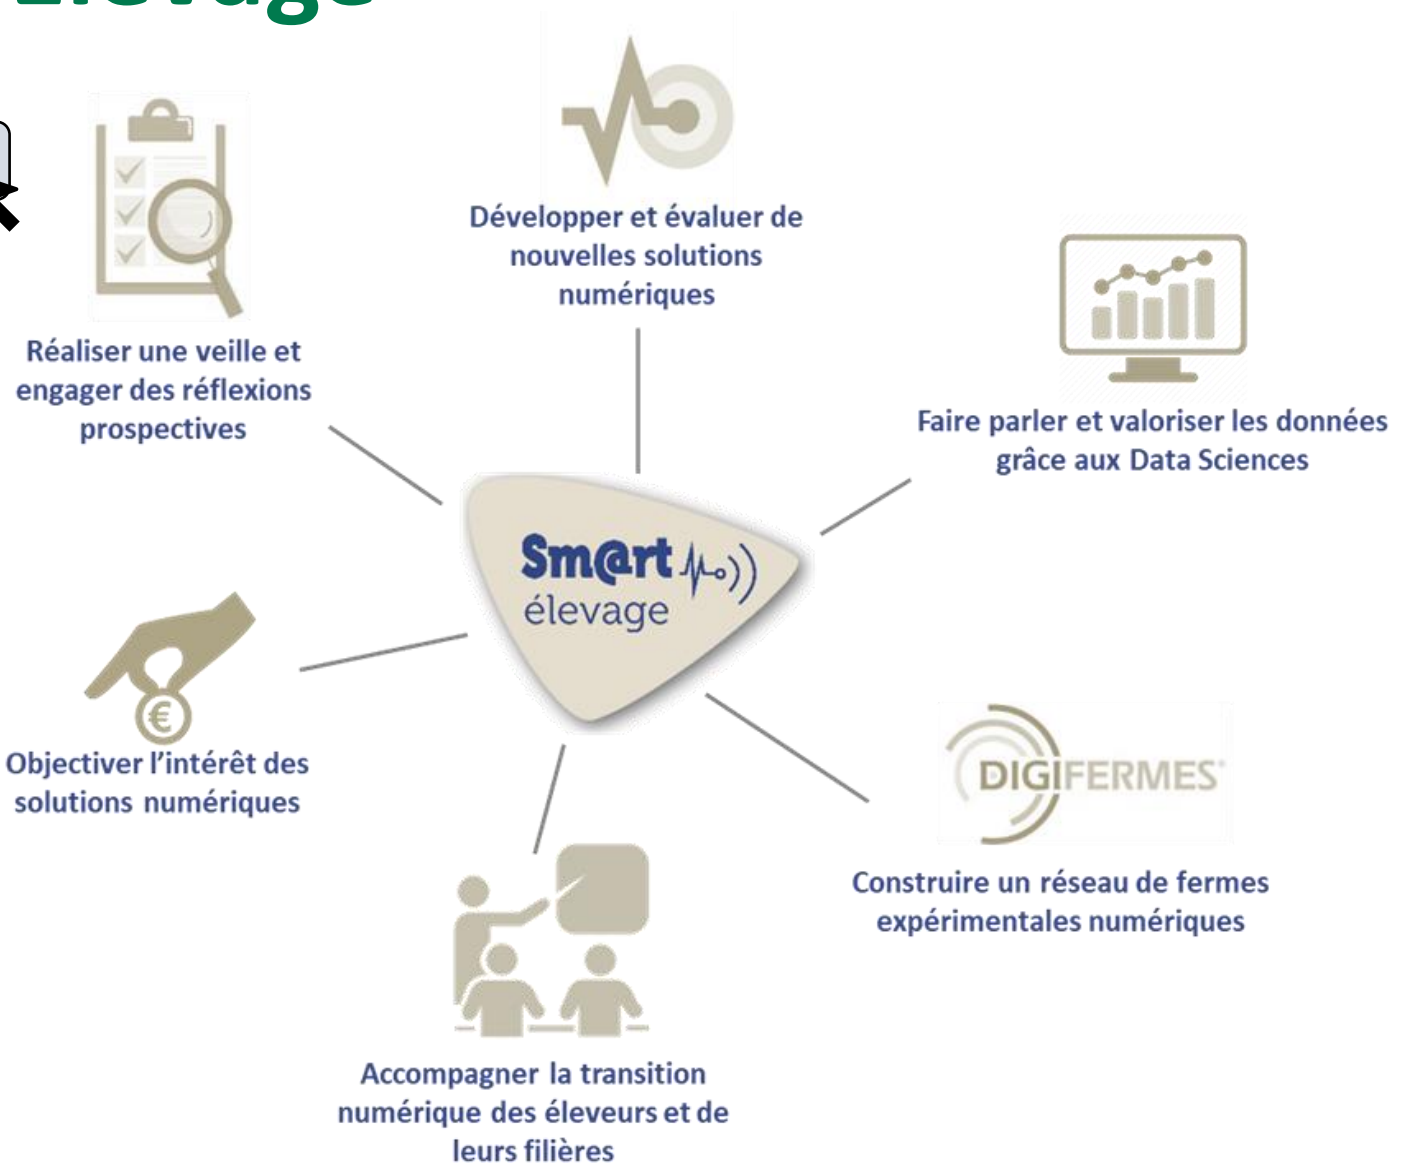 Élevage
Développer et évaluer de
nouvelles solutions
numériques
Réaliser une veille et
engager des réflexions
prospectives
Faire parler et valoriser les données
grâce aux Data Sciences
Sm@rt
élevage
€
Objectiver l’intérêt des
solutions numériques
DIGIFERMES®
Construire un réseau de fermes
expérimentales numériques
Accompagner la transition
numérique des éleveurs et de
leurs filières